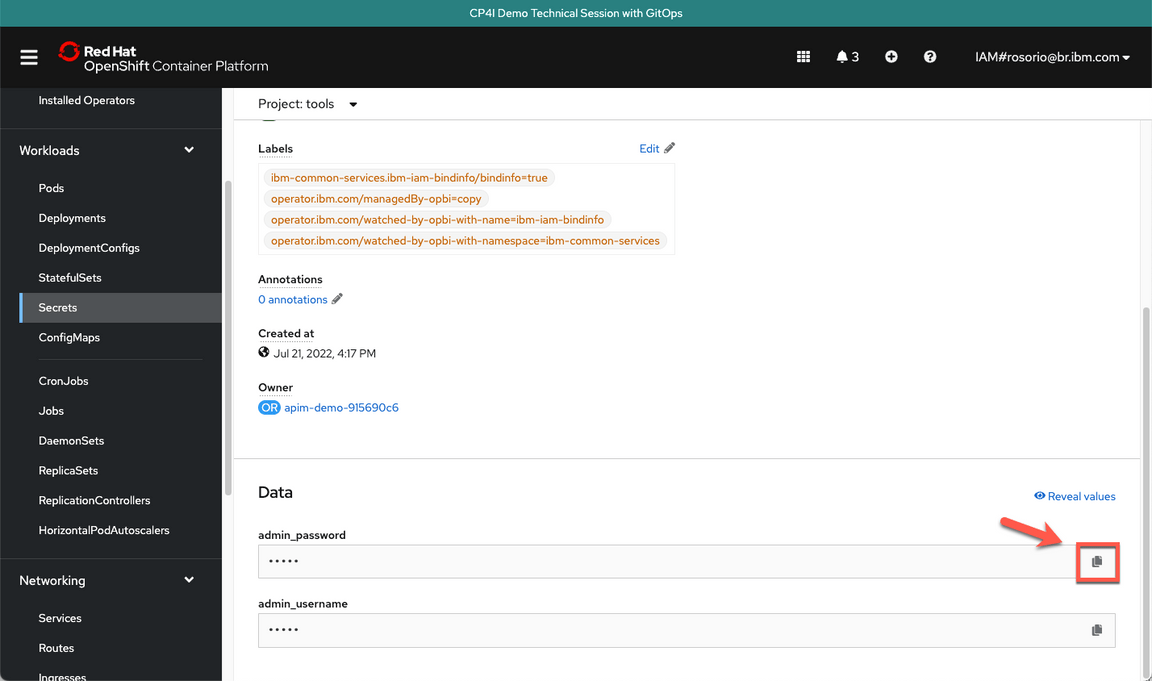 CP4I Demo Technical Session with GitOps
Red Hat
OpenShift Container Platform
3
IAM#rosorio@br.ibm.com
Installed Operators
Workloads
Pods
Deployments
DeploymentConfigs
StatefulSets
Secrets
ConfigMaps
CronJobs
Jobs
DaemonSets
ReplicaSets
ReplicationControllers
HorizontalPodAutoscalers
Networking
Services
Routes
Ingresses
Project: tools
Labels
Edit
ibm-common-services.ibm-iam-bindinfo/bindinfo=true
operator.ibm.com/managedBy-opbi=copy
operator.ibm.com/watched-by-opbi-with-name=ibm-iam-bindinfo
operator.ibm.com/watched-by-opbi-with-namespace=ibm-common-services
Annotations
0 annotations
Created at
Jul 21, 2022, 4:17 PM
Owner
OR apim-demo-915690c6
Data
Reveal values
admin_password
•••••
admin_username
•••••